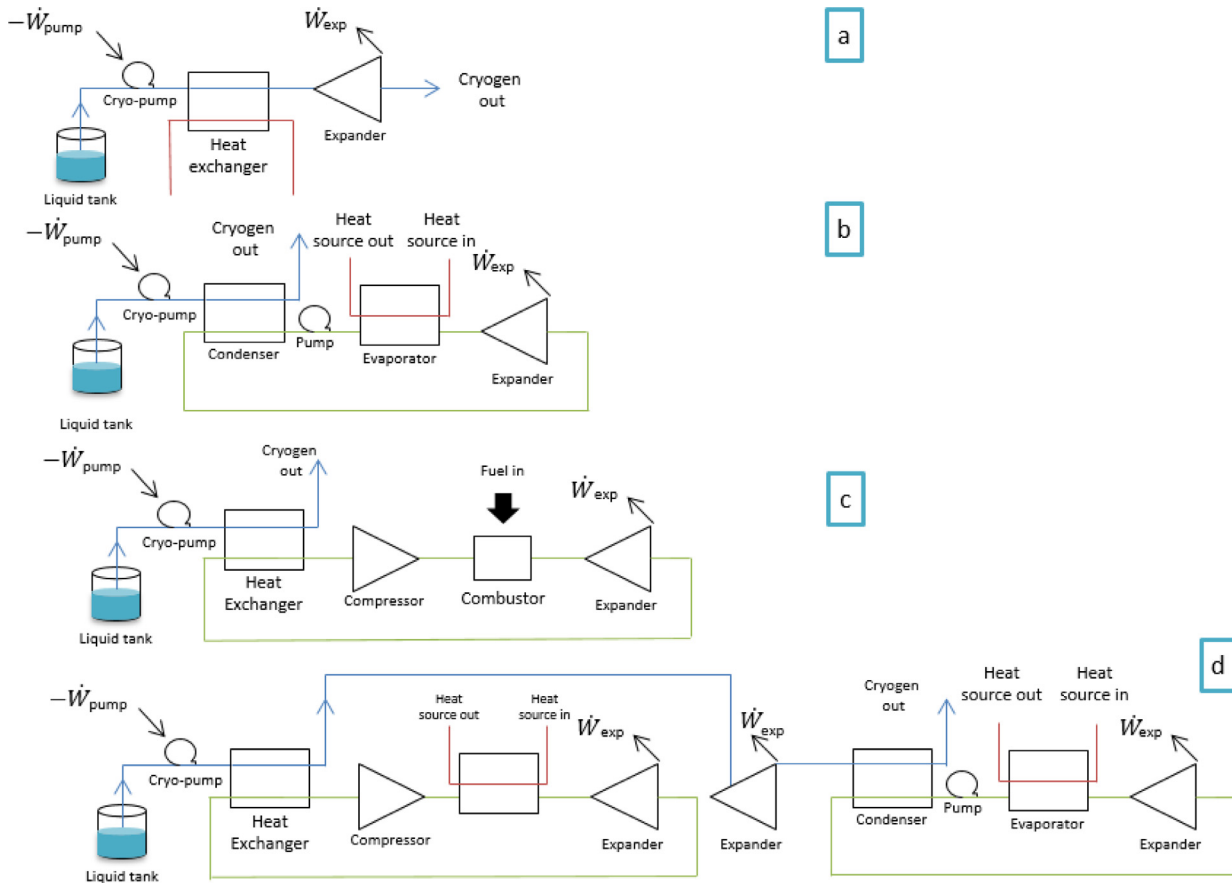 −Ẇpump
Ẇexp
a
Cryo-pump
Cryogen
out
Expander
Heat
exchanger
Liquid tank
b
−Ẇpump
Cryogen
out
Heat
source out
Heat
source in
Ẇexp
Cryo-pump
Condenser
Pump
Evaporator
Expander
Liquid tank
c
−Ẇpump
Cryogen
out
Fuel in
Ẇexp
Cryo-pump
Heat
Exchanger
Compressor
Combustor
Expander
Liquid tank
d
−Ẇpump
Heat
source out
Heat
source in
Ẇexp
Ẇexp
Cryogen
out
Heat
source out
Heat
source in
Ẇexp
Cryo-pump
Heat
Exchanger
Compressor
Expander
Expander
Condenser
Pump
Evaporator
Expander
Liquid tank